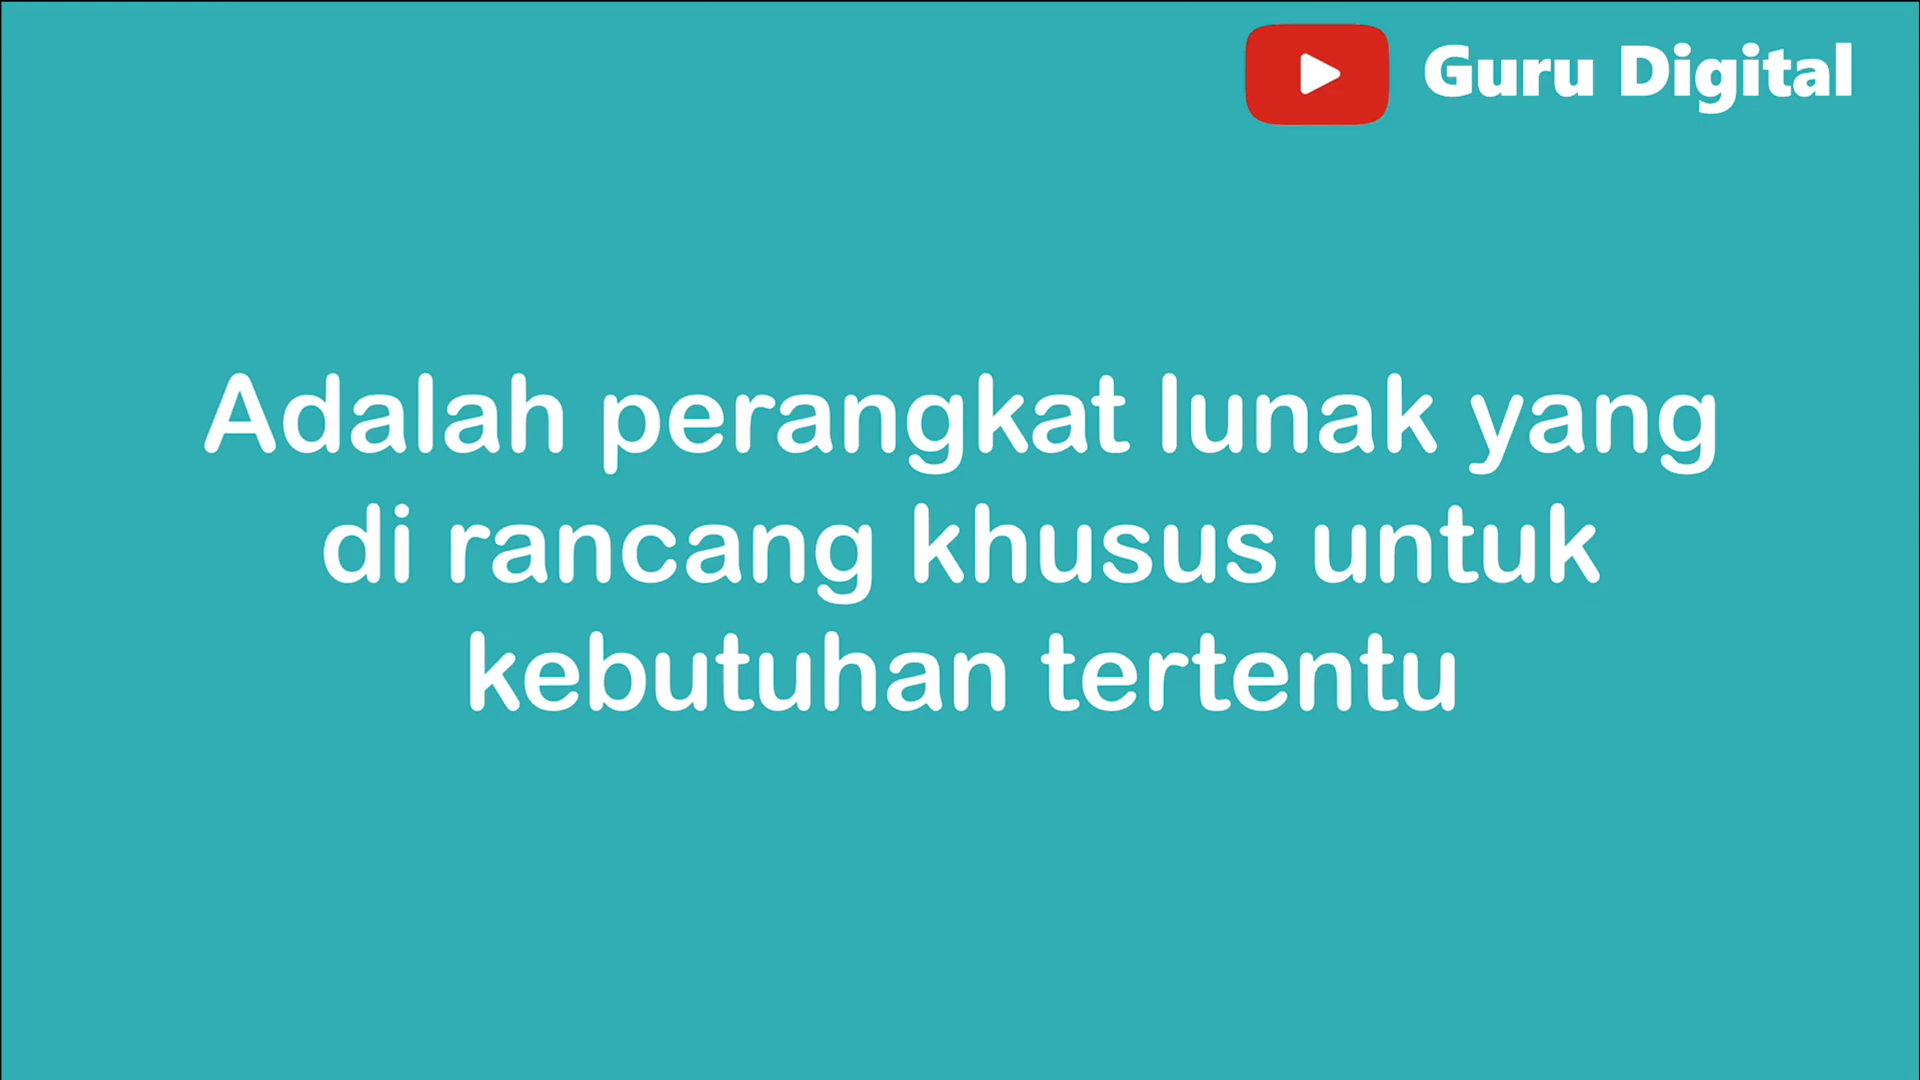 Guru Digital
Adalah perangkat lunak yang
di rancang khusus untuk
kebutuhan tertentu